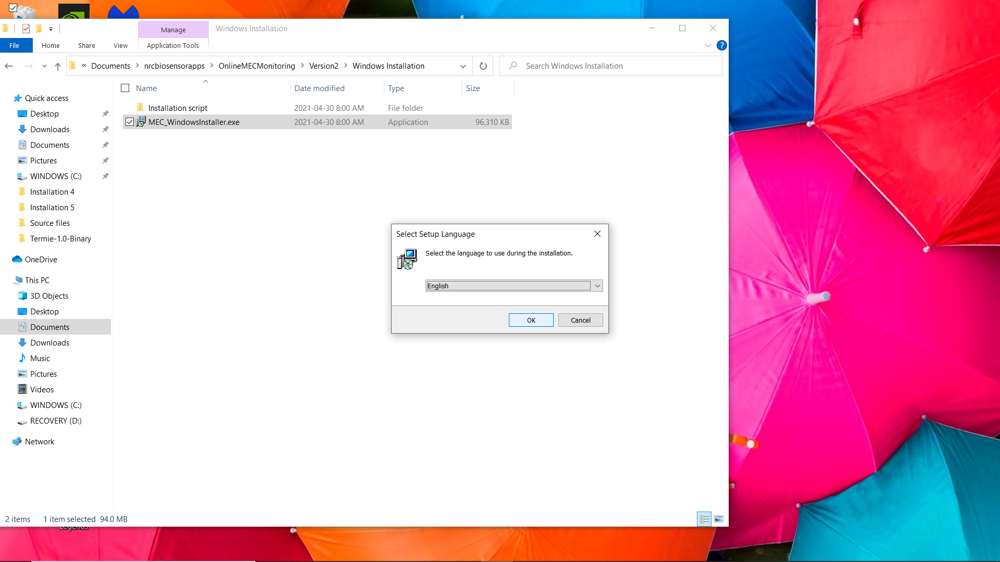 Manage
Windows Installation
File
Home
Share
View
Application Tools
?
« Documents > nrcbiosensorapps > OnlineMECMonitoring > Version2 > Windows Installation
Search Windows Installation
Name
Date modified
Type
Size
Installation script
2021-04-30 8:00 AM
File folder
MEC_WindowsInstaller.exe
2021-04-30 8:00 AM
Application
96,310 KB
Quick access
Desktop
Downloads
Documents
Pictures
WINDOWS (C:)
Installation 4
Installation 5
Source files
Termie-1.0-Binary
OneDrive
This PC
3D Objects
Desktop
Documents
Downloads
Music
Pictures
Videos
WINDOWS (C:)
RECOVERY (D:)
Network
Select Setup Language
Select the language to use during the installation.
English
OK
Cancel
2 items
1 item selected 94.0 MB
Legends